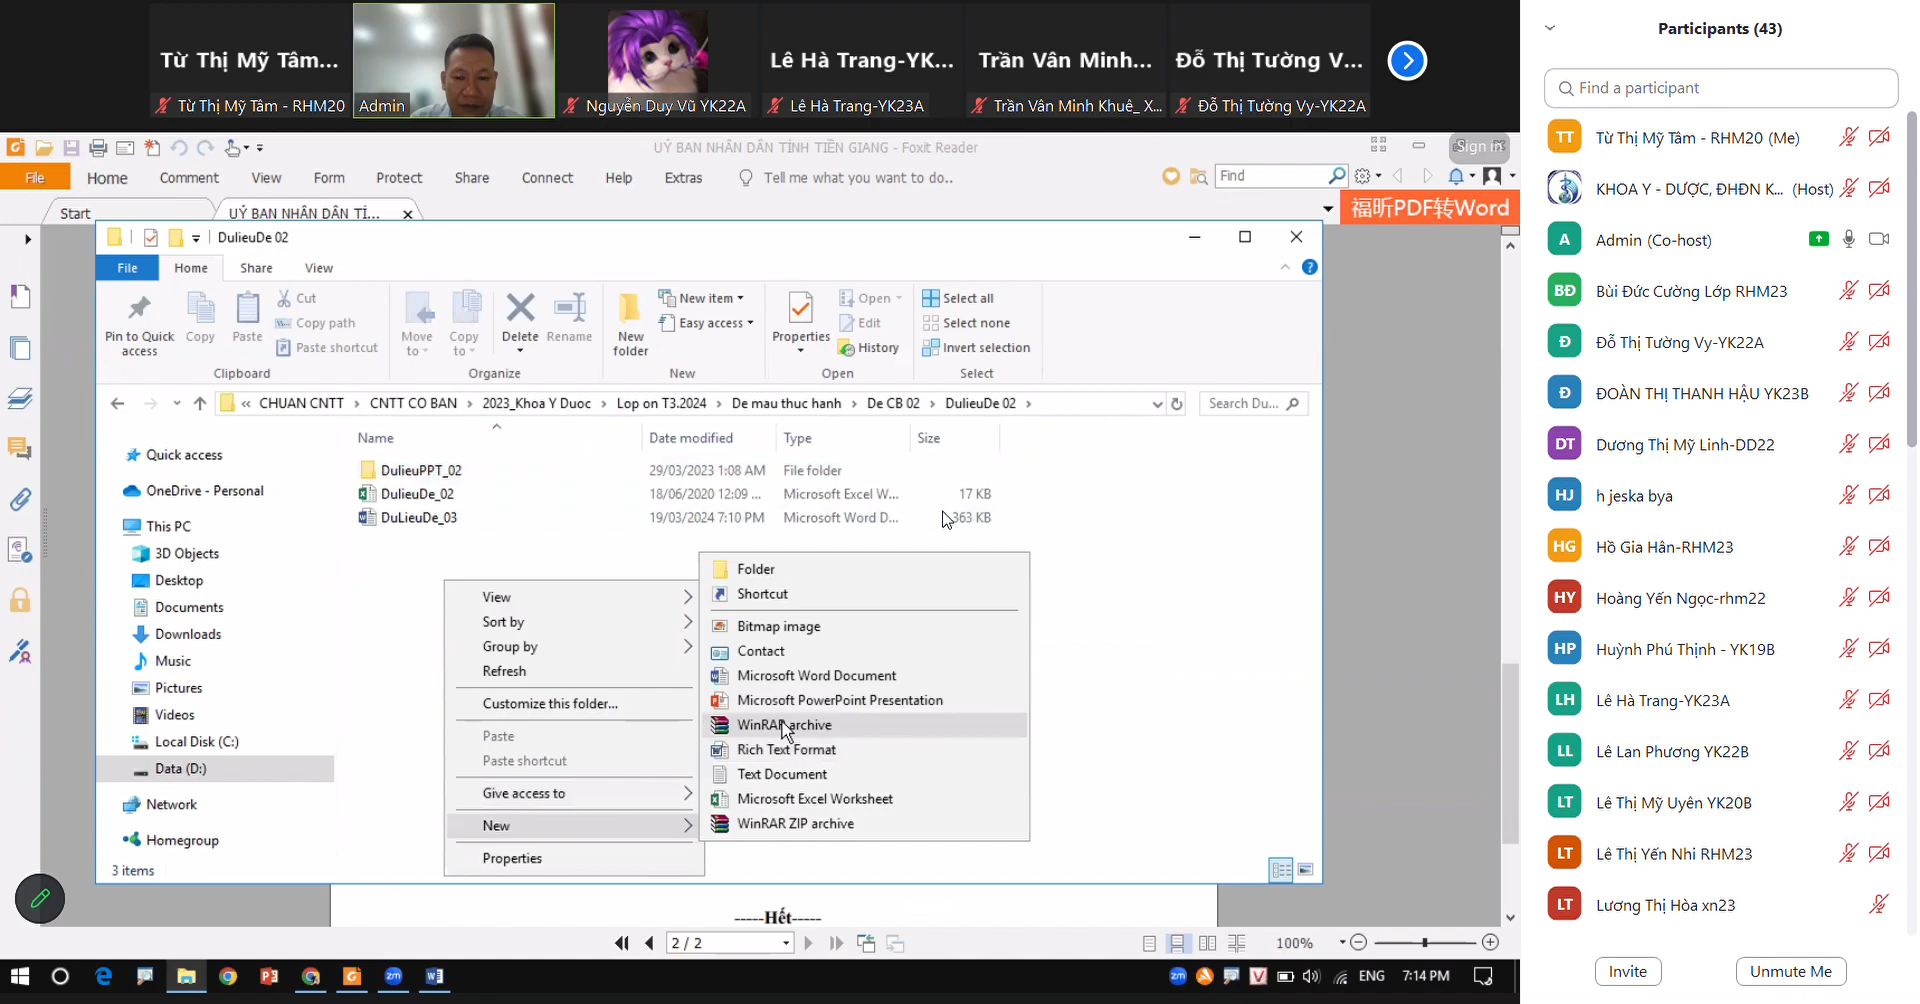 Từ Thị Mỹ Tâm...
Lê Hà Trang-YK...
Trần Vân Minh...
Đỗ Thị Tường V...
Từ Thị Mỹ Tâm - RHM20
Admin
Nguyễn Duy Vũ YK22A
Lê Hà Trang-YK23A
Trần Vân Minh Khuê_ X...
Đỗ Thị Tường Vy-YK22A
UỶ BAN NHÂN DÂN TỈNH TIỀN GIANG - Foxit Reader
Sign in
File
Home
Comment
View
Form
Protect
Share
Connect
Help
Extras
Tell me what you want to do..
Find
Start
UỶ BAN NHÂN DÂN TỈ...
福昕PDF转Word
DulieuDe 02
File
Home
Share
View
Pin to Quick access
Copy
Paste
Cut
Copy path
Paste shortcut
Clipboard
Move to
Copy to
Delete
Rename
Organize
New folder
New item
Easy access
New
Properties
Open
Edit
History
Open
Select all
Select none
Invert selection
Select
« CHUAN CNTT > CNTT CO BAN > 2023_Khoa Y Duoc > Lop on T3.2024 > De mau thuc hanh > De CB 02 > DulieuDe 02 >
Search Du...
Name
Date modified
Type
Size
DulieuPPT_02 29/03/2023 1:08 AM File folder
DulieuDe_02 18/06/2020 12:09 ... Microsoft Excel W... 17 KB
DuLieuDe_03 19/03/2024 7:10 PM Microsoft Word D... 363 KB
Quick access
OneDrive - Personal
This PC
3D Objects
Desktop
Documents
Downloads
Music
Pictures
Videos
Local Disk (C:)
Data (D:)
Network
Homegroup
3 items
View
Sort by
Group by
Refresh
Customize this folder...
Paste
Paste shortcut
Give access to
New
Properties
Folder
Shortcut
Bitmap image
Contact
Microsoft Word Document
Microsoft PowerPoint Presentation
WinRAR archive
Rich Text Format
Text Document
Microsoft Excel Worksheet
WinRAR ZIP archive
-----Hết-----
2 / 2
100%
ENG
7:14 PM
Participants (43)
Find a participant
TT Từ Thị Mỹ Tâm - RHM20 (Me)
KHOA Y - DƯỢC, ĐHĐN K... (Host)
A Admin (Co-host)
BĐ Bùi Đức Cường Lớp RHM23
Đ Đỗ Thị Tường Vy-YK22A
Đ ĐOÀN THỊ THANH HẬU YK23B
DT Dương Thị Mỹ Linh-DD22
HJ h jeska bya
HG Hồ Gia Hân-RHM23
HY Hoàng Yến Ngọc-rhm22
HP Huỳnh Phú Thịnh - YK19B
LH Lê Hà Trang-YK23A
LL Lê Lan Phương YK22B
LT Lê Thị Mỹ Uyên YK20B
LT Lê Thị Yến Nhi RHM23
LT Lương Thị Hòa xn23
Invite
Unmute Me